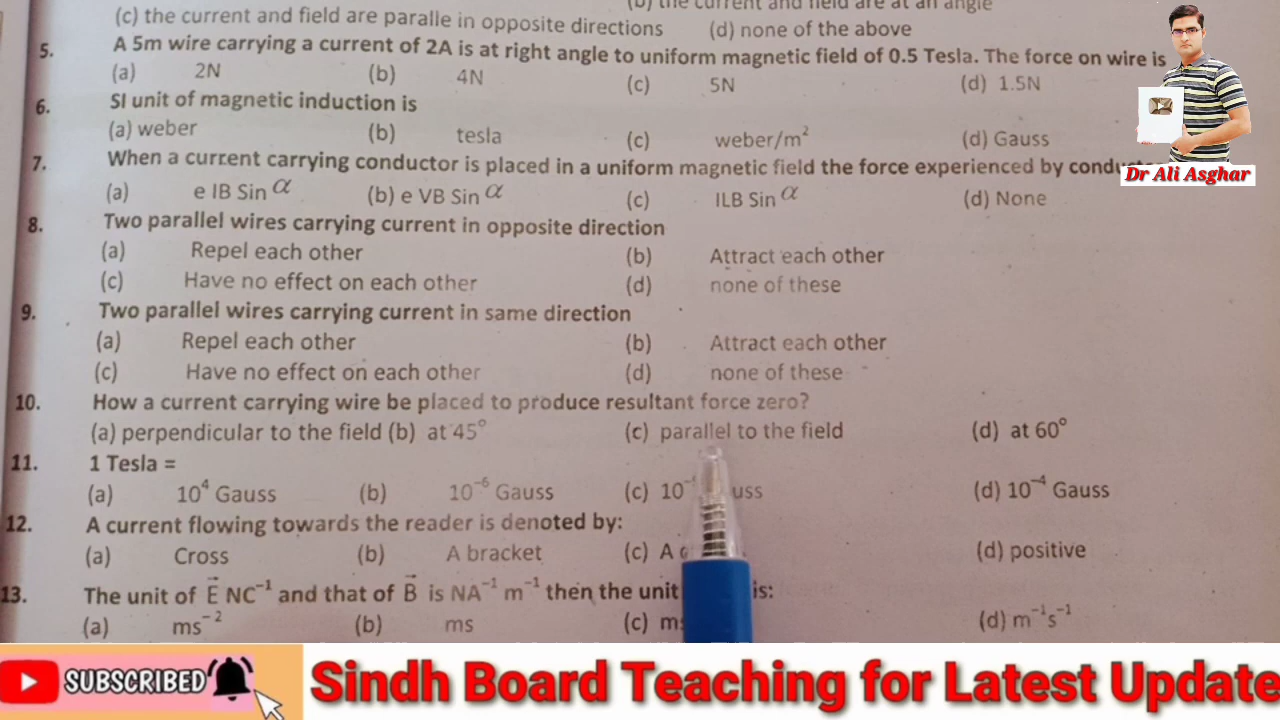 (b) the current and field are at an angle
(c) the current and field are paralle in opposite directions (d) none of the above
5. A 5m wire carrying a current of 2A is at right angle to uniform magnetic field of 0.5 Tesla. The force on wire is
(a) 2N (b) 4N (c) 5N (d) 1.5N
6. SI unit of magnetic induction is
(a) weber (b) tesla (c) weber/m² (d) Gauss
7. When a current carrying conductor is placed in a uniform magnetic field the force experienced by
(a) e IB Sin α (b) e VB Sin α (c) ILB Sin α (d) None
Dr Ali Asghar
8. Two parallel wires carrying current in opposite direction
(a) Repel each other (b) Attract each other
(c) Have no effect on each other (d) none of these
9. Two parallel wires carrying current in same direction
(a) Repel each other (b) Attract each other
(c) Have no effect on each other (d) none of these
10. How a current carrying wire be placed to produce resultant force zero?
(a) perpendicular to the field (b) at 45° (c) parallel to the field (d) at 60°
11. 1 Tesla =
(a) 10⁴ Gauss (b) 10⁻⁶ Gauss (c) 10 (d) 10⁻⁴ Gauss
12. A current flowing towards the reader is denoted by:
(a) Cross (b) A bracket (c) A (d) positive
13. The unit of E⃗ NC⁻¹ and that of B⃗ is NA⁻¹ m⁻¹ then the unit is:
(a) ms⁻² (b) ms (c) (d) m⁻¹s⁻¹
SUBSCRIBED Sindh Board Teaching for Latest Update